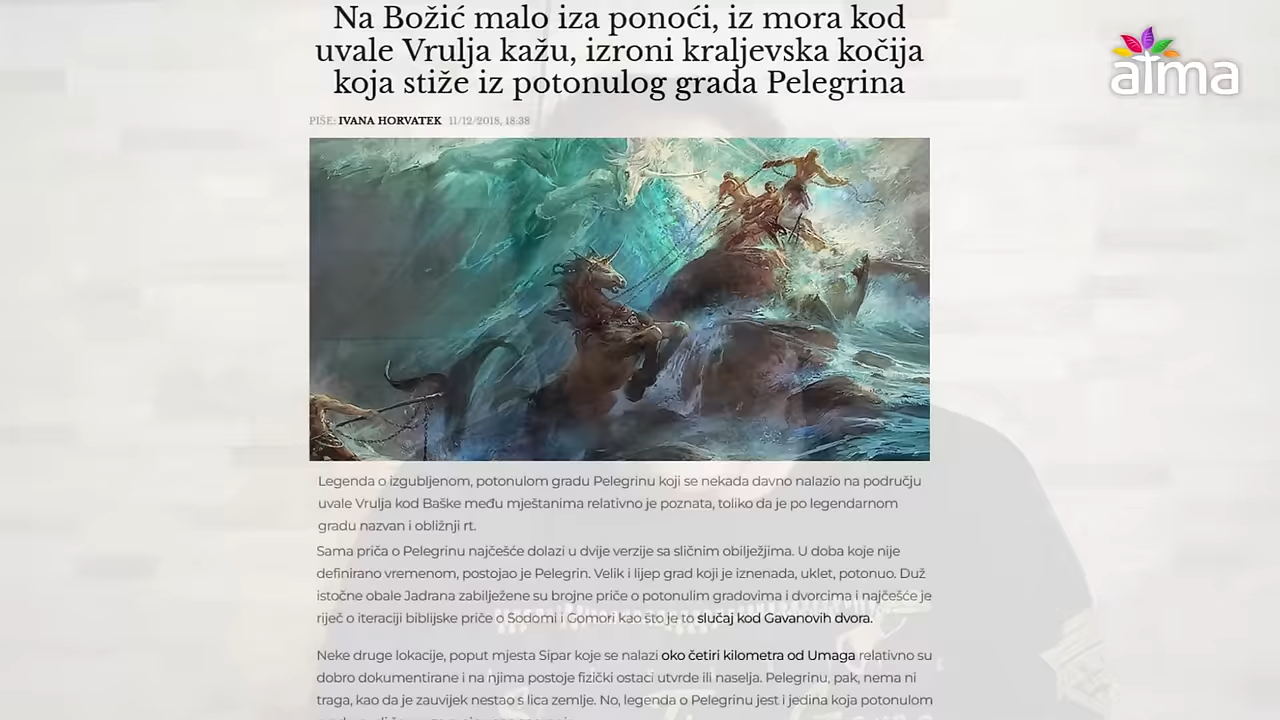 Na Božić malo iza ponoći, iz mora kod
uvale Vrulja kažu, izroni kraljevska kočija
koja stiže iz potonulog grada Pelegrina
atma
PIŠE: IVANA HORVATEK 11/12/2018, 18:38
Legenda o izgubljenom, potonulom gradu Pelegrinu koji se nekada davno nalazio na području
uvale Vrulja kod Baške među mještanima relativno je poznata, toliko da je po legendarnom
gradu nazvan i obližnji rt.
Sama priča o Pelegrinu najčešće dolazi u dvije verzije sa sličnim obilježjima. U doba koje nije
definirano vremenom, postojao je Pelegrin. Velik i lijep grad koji je iznenada, uklet, potonuo. Duž
istočne obale Jadrana zabilježene su brojne priče o potonulim gradovima i dvorcima i najčešće je
riječ o iteraciji biblijske priče o Sodomi i Gomori kao što je to slučaj kod Gavanovih dvora.
Neke druge lokacije, poput mjesta Sipar koje se nalazi oko četiri kilometra od Umaga relativno su
dobro dokumentirane i na njima postoje fizički ostaci utvrde ili naselja. Pelegrinu, pak, nema ni
traga, kao da je zauvijek nestao s lica zemlje. No, legenda o Pelegrinu jest i jedina koja potonulom